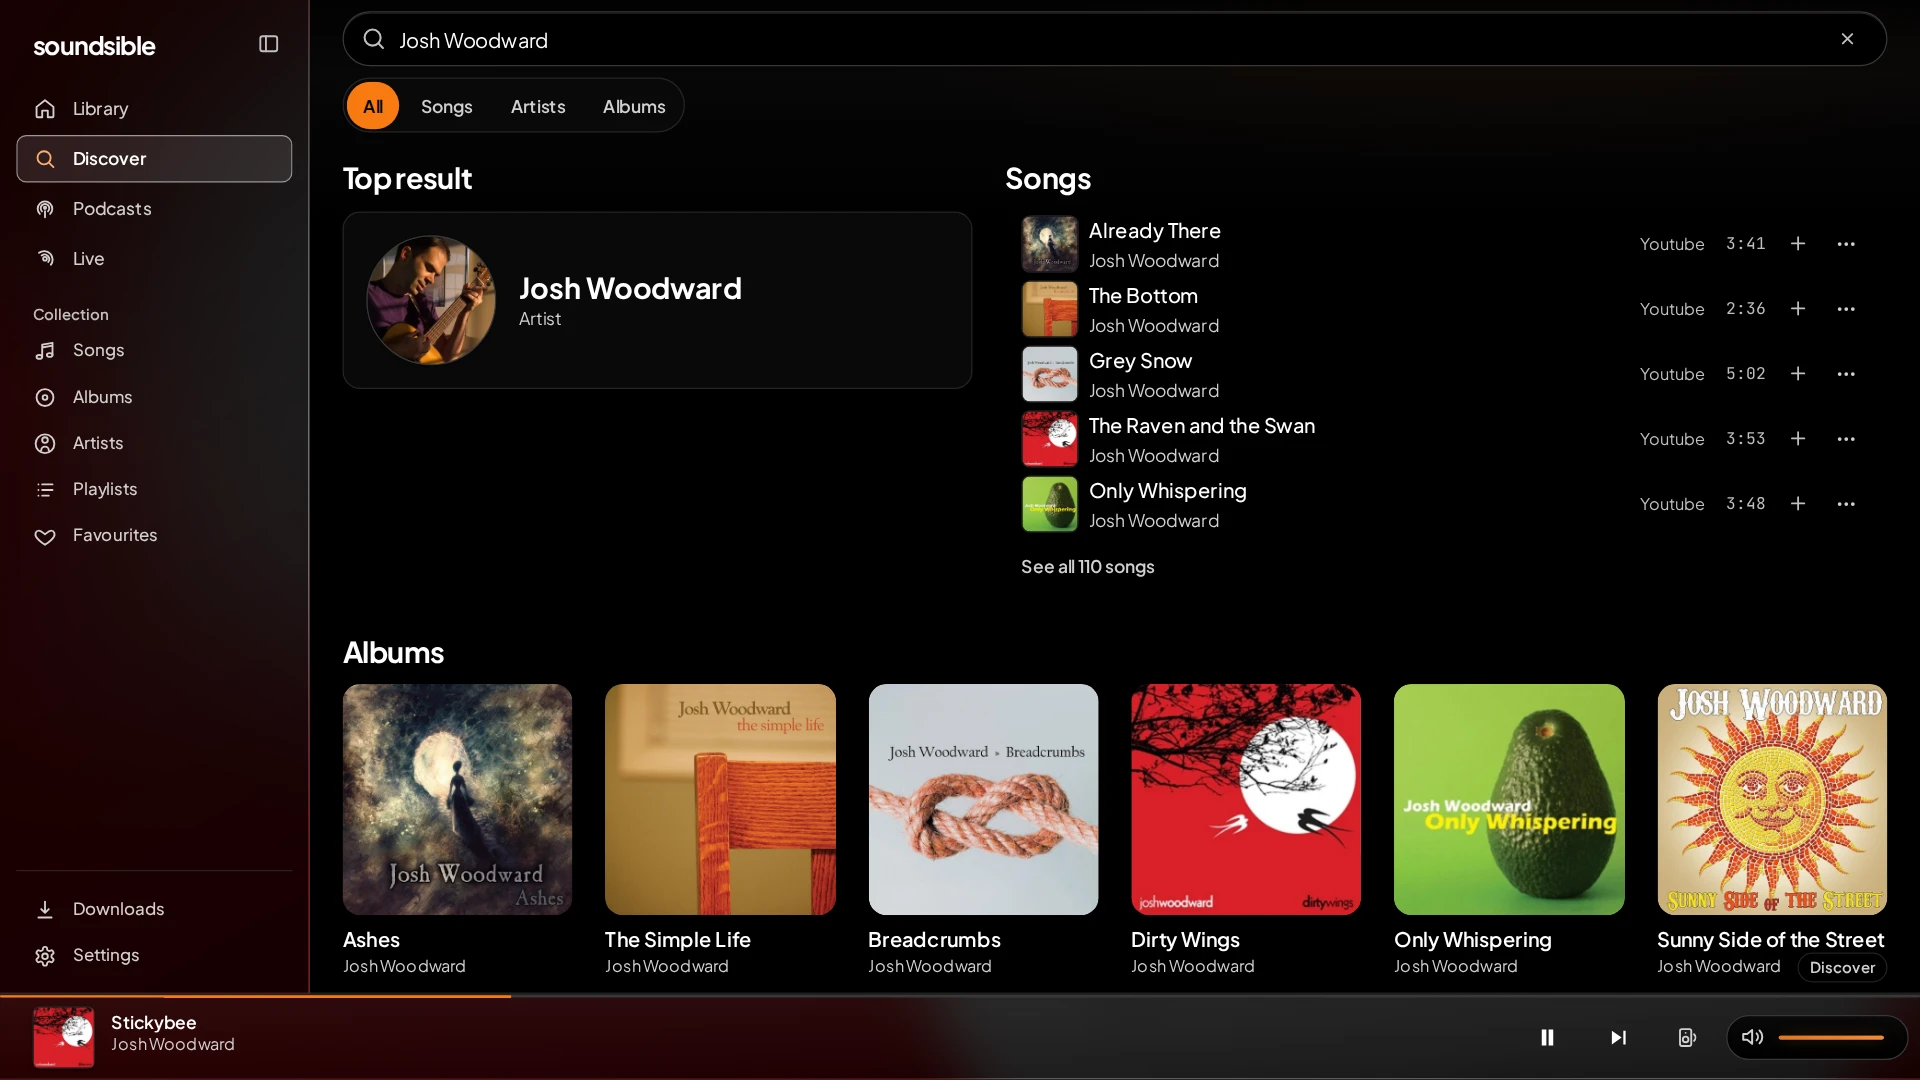 soundsible
Library
Discover
Podcasts
Live
Collection
Songs
Albums
Artists
Playlists
Favourites
Downloads
Settings
Josh Woodward
All
Songs
Artists
Albums
Top result
Josh Woodward
Artist
Songs
Already There
Josh Woodward
Youtube 3:41
The Bottom
Josh Woodward
Youtube 2:36
Grey Snow
Josh Woodward
Youtube 5:02
The Raven and the Swan
Josh Woodward
Youtube 3:53
Only Whispering
Josh Woodward
Youtube 3:48
See all 110 songs
Albums
Josh Woodward
Ashes
Josh Woodward
the simple life
Josh Woodward • Breadcrumbs
joshwoodward
dirtywings
Josh Woodward
Only Whispering
JOSH WOODWARD
SUNNY SIDE OF THE STREET
Ashes
Josh Woodward
The Simple Life
Josh Woodward
Breadcrumbs
Josh Woodward
Dirty Wings
Josh Woodward
Only Whispering
Josh Woodward
Sunny Side of the Street
Josh Woodward
Discover
Stickybee
Josh Woodward